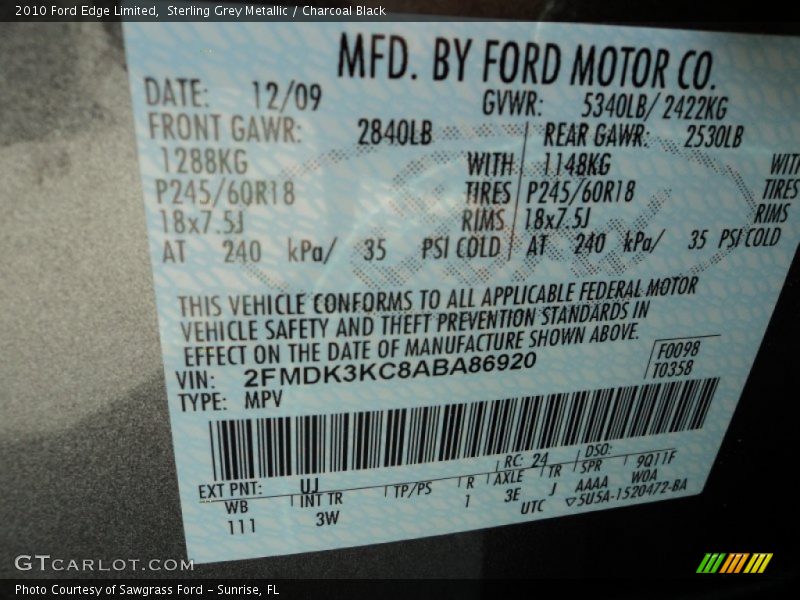 2010 Ford Edge Limited, Sterling Grey Metallic / Charcoal Black
MFD. BY FORD MOTOR CO.
DATE: 12/09 GVWR: 5340LB/ 2422KG
FRONT GAWR: 2840LB REAR GAWR: 2530LB
1288KG WITH 1148KG WITH
P245/60R18 TIRES P245/60R18 TIRES
18x7.5J RIMS 18x7.5J RIMS
AT 240 kPa/ 35 PSI COLD AT 240 kPa/ 35 PSI COLD
THIS VEHICLE CONFORMS TO ALL APPLICABLE FEDERAL MOTOR
VEHICLE SAFETY AND THEFT PREVENTION STANDARDS IN
EFFECT ON THE DATE OF MANUFACTURE SHOWN ABOVE.
VIN: 2FMDK3KC8ABA86920 F0098
TYPE: MPV T0358
EXT PNT: UJ RC: 24 DSO:
WB INT TR TP/PS R AXLE TR SPR 9Q11F
111 3W 1 3E J AAAA W0A
UTC ▽5U5A-1520472-BA
GTCARLOT.COM
Photo Courtesy of Sawgrass Ford - Sunrise, FL